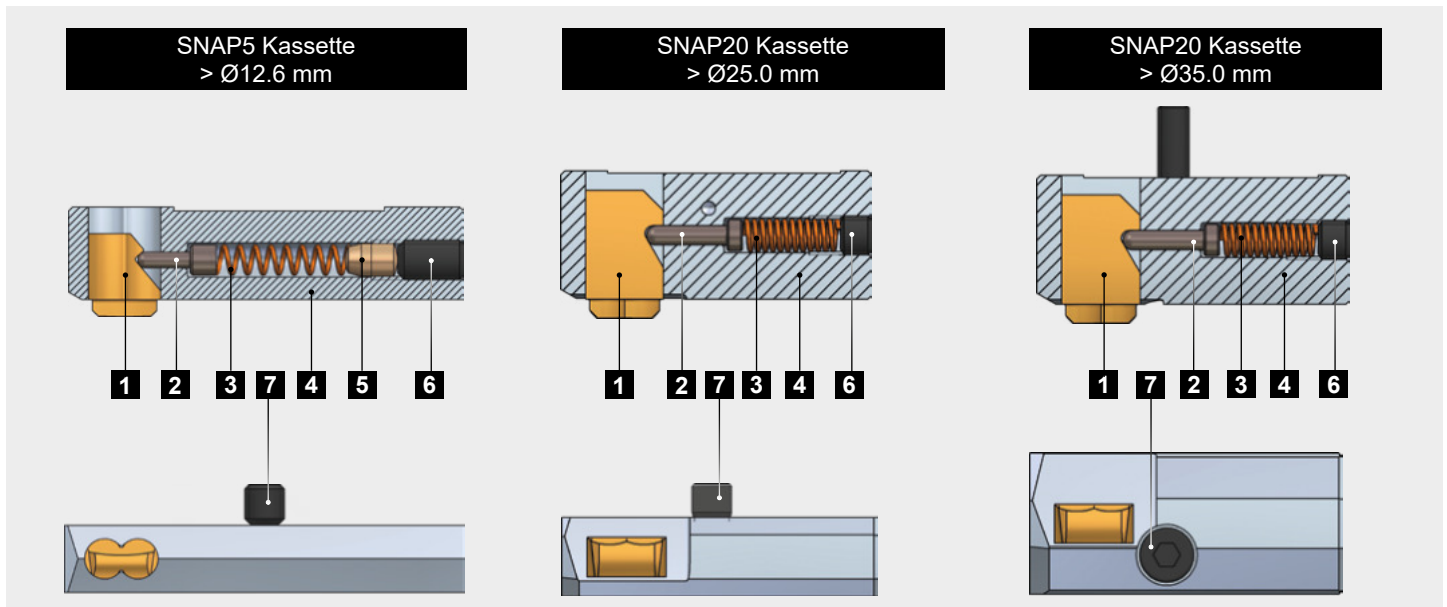 SNAP5 Kassette
> Ø12.6 mm
SNAP20 Kassette
> Ø25.0 mm
SNAP20 Kassette
> Ø35.0 mm
1 2 3 7 4 5 6
1 2 7 3 4 6
1 7 2 3 4 6